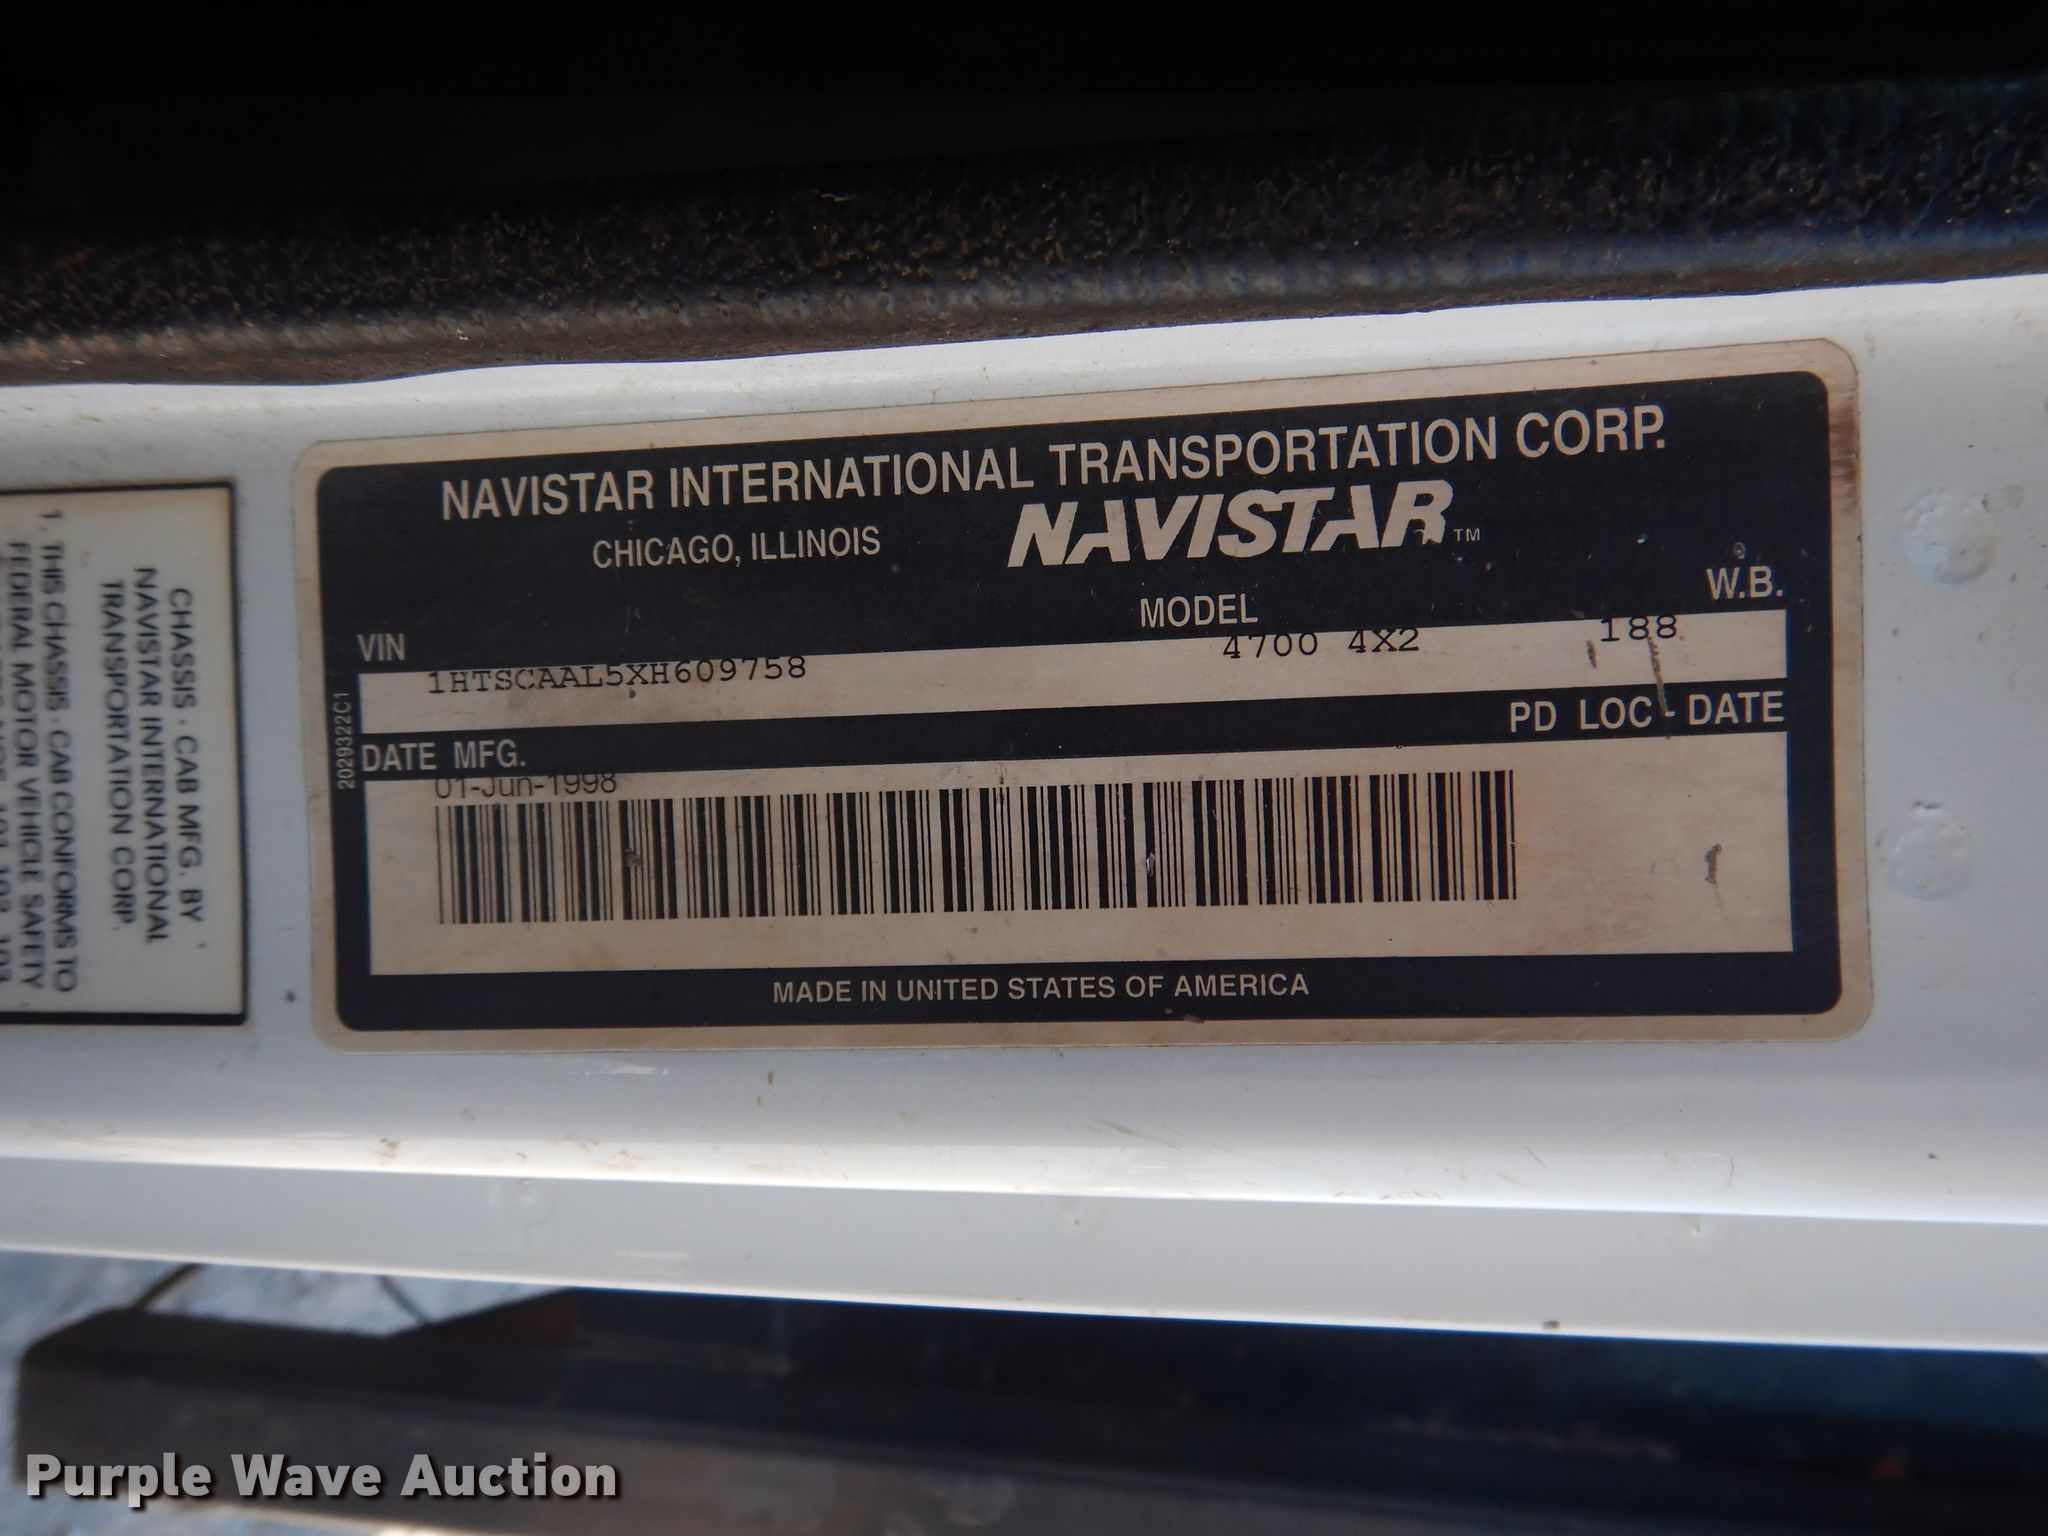 NAVISTAR INTERNATIONAL TRANSPORTATION CORP.
CHICAGO, ILLINOIS
NAVISTAR™
VIN
MODEL
W.B.
1HTSCAAL5XH609758
4700 4X2
188
2029322C1
DATE MFG.
PD LOC - DATE
01-Jun-1998
MADE IN UNITED STATES OF AMERICA
CHASSIS - CAB MFG. BY
NAVISTAR INTERNATIONAL
TRANSPORTATION CORP.
1. THIS CHASSIS - CAB CONFORMS TO
FEDERAL MOTOR VEHICLE SAFETY
Purple Wave Auction